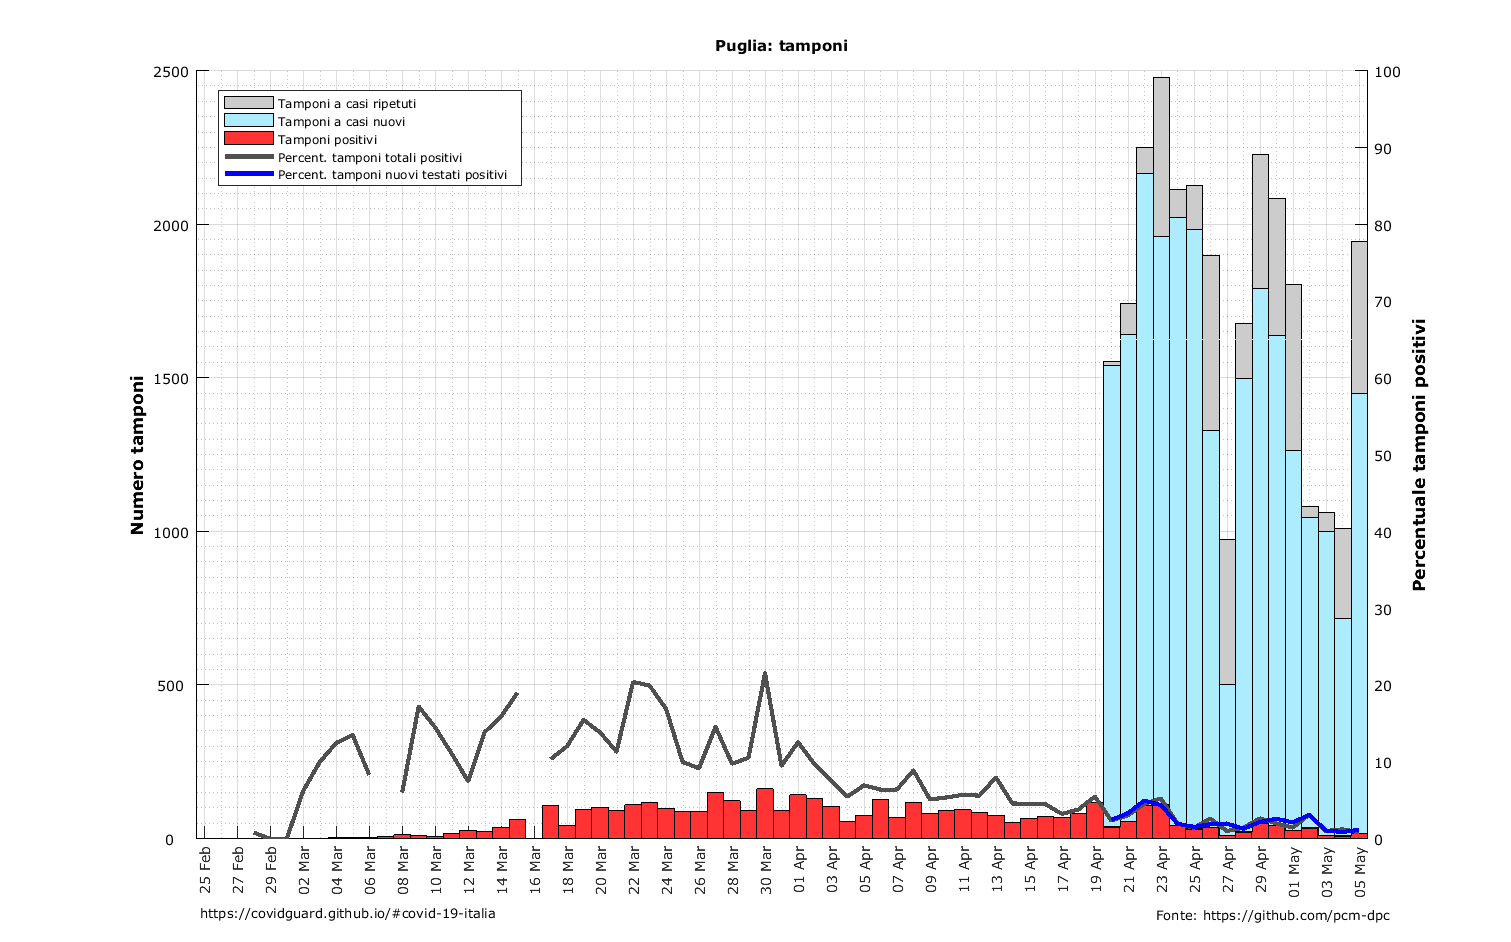 Puglia: tamponi
Tamponi a casi ripetuti
Tamponi a casi nuovi
Tamponi positivi
Percent. tamponi totali positivi
Percent. tamponi nuovi testati positivi
Numero tamponi
2500
2000
1500
1000
500
0
100
90
80
70
60
50
40
30
20
10
0
Percentuale tamponi positivi
25 Feb
27 Feb
29 Feb
02 Mar
04 Mar
06 Mar
08 Mar
10 Mar
12 Mar
14 Mar
16 Mar
18 Mar
20 Mar
22 Mar
24 Mar
26 Mar
28 Mar
30 Mar
01 Apr
03 Apr
05 Apr
07 Apr
09 Apr
11 Apr
13 Apr
15 Apr
17 Apr
19 Apr
21 Apr
23 Apr
25 Apr
27 Apr
29 Apr
01 May
03 May
05 May
https://covidguard.github.io/#covid-19-italia
Fonte: https://github.com/pcm-dpc